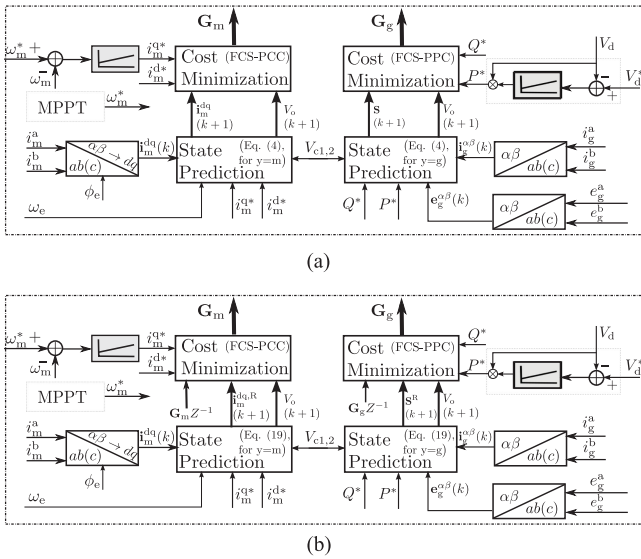 G_m G_g
ω_m^* + − ω_m i_m^q* i_m^d* Cost (FCS-PCC) Minimization Cost (FCS-PPC) Minimization Q^* P^* V_d V_d^* − +
MPPT ω_m^*
i_m^dq (k+1) V_o (k+1) s (k+1) V_o (k+1)
i_m^a i_m^b αβ → dq ab(c) i_m^dq(k) State Prediction (Eq. (4), for y=m) V_c1,2 State Prediction (Eq. (4), for y=g) i_g^αβ(k) αβ ab(c) i_g^a i_g^b
ω_e ϕ_e i_m^q* i_m^d* Q^* P^* e_g^αβ(k) αβ ab(c) e_g^a e_g^b
(a)
G_m G_g
ω_m^* + − ω_m i_m^q* i_m^d* Cost (FCS-PCC) Minimization Cost (FCS-PPC) Minimization Q^* P^* V_d V_d^* − +
MPPT ω_m^*
G_m Z^-1 i_m^dq,R (k+1) V_o (k+1) G_g Z^-1 s^R (k+1) V_o (k+1)
i_m^a i_m^b αβ → dq ab(c) i_m^dq(k) State Prediction (Eq. (19), for y=m) V_c1,2 State Prediction (Eq. (19), for y=g) i_g^αβ(k) αβ ab(c) i_g^a i_g^b
ω_e ϕ_e i_m^q* i_m^d* Q^* P^* e_g^αβ(k) αβ ab(c) e_g^a e_g^b
(b)